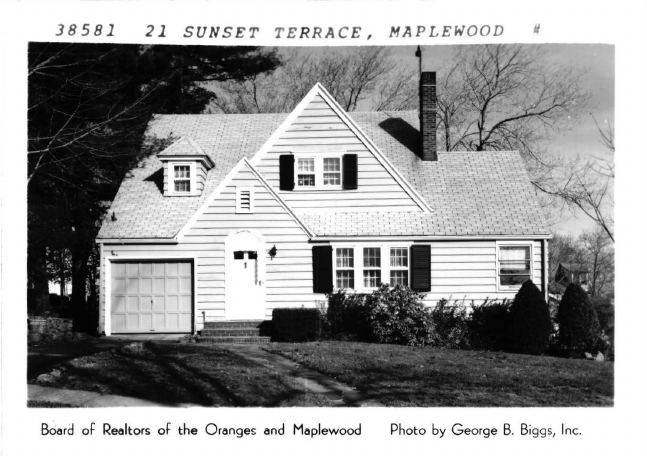 38581 21 SUNSET TERRACE, MAPLEWOOD #
Board of Realtors of the Oranges and Maplewood Photo by George B. Biggs, Inc.